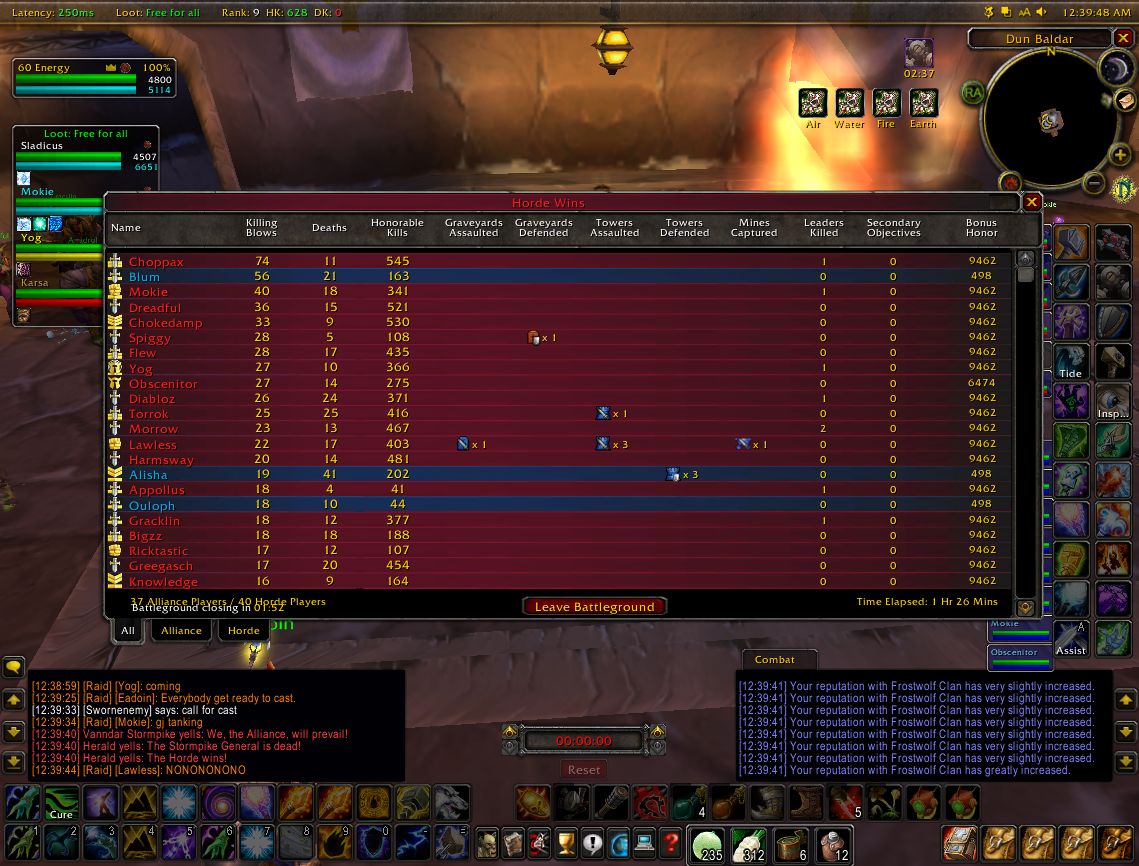 Latency: 250ms Loot: Free for all Rank: 9 HK: 628 DK: 0 12:39:48 AM
Dun Baldar
N
60 Energy 100%
4800
5114
02:37
RA
Air Water Fire Earth
Loot: Free for all
Sladicus
4507
6651
Mokie
Yog
Karsa
Horde Wins
Name Killing Blows Deaths Honorable Kills Graveyards Assaulted Graveyards Defended Towers Assaulted Towers Defended Mines Captured Leaders Killed Secondary Objectives Bonus Honor
Choppax 74 11 545 1 0 9462
Blum 56 21 163 0 0 498
Mokie 40 18 341 1 0 9462
Dreadful 36 15 521 0 0 9462
Chokedamp 33 9 530 0 0 9462
Spiggy 28 5 108 x 1 0 0 9462
Flew 28 17 435 0 0 9462
Yog 27 10 366 1 0 9462
Obscenitor 27 14 275 0 0 6474
Diabloz 26 24 371 1 0 9462
Torrok 25 25 416 x 1 0 0 9462
Morrow 23 13 467 2 0 9462
Lawless 22 17 403 x 1 x 3 x 1 0 0 9462
Harmsway 20 14 481 0 0 9462
Alisha 19 41 202 x 3 0 0 498
Appollus 18 4 41 1 0 9462
Ouloph 18 10 44 0 0 498
Gracklin 18 12 377 1 0 9462
Bigzz 18 18 188 0 0 9462
Ricktastic 17 12 107 0 0 9462
Greegasch 17 20 454 0 0 9462
Knowledge 16 9 164 0 0 9462
37 Alliance Players / 40 Horde Players
Battleground closing in 01:52
Leave Battleground
Time Elapsed: 1 Hr 26 Mins
All Alliance Horde
Tide
Insp...
Assist
A
Mokie
Obscenitor
Combat
[12:38:59] [Raid] [Yog]: coming
[12:39:25] [Raid] [Eadoin]: Everybody get ready to cast.
[12:39:33] [Swornenemy] says: call for cast
[12:39:34] [Raid] [Mokie]: gj tanking
[12:39:40] Vanndar Stormpike yells: We, the Alliance, will prevail!
[12:39:40] Herald yells: The Stormpike General is dead!
[12:39:40] Herald yells: The Horde wins!
[12:39:44] [Raid] [Lawless]: NONONONONO
[12:39:41] Your reputation with Frostwolf Clan has very slightly increased.
[12:39:41] Your reputation with Frostwolf Clan has very slightly increased.
[12:39:41] Your reputation with Frostwolf Clan has very slightly increased.
[12:39:41] Your reputation with Frostwolf Clan has very slightly increased.
[12:39:41] Your reputation with Frostwolf Clan has very slightly increased.
[12:39:41] Your reputation with Frostwolf Clan has very slightly increased.
[12:39:41] Your reputation with Frostwolf Clan has very slightly increased.
[12:39:41] Your reputation with Frostwolf Clan has greatly increased.
00:00:00
Reset
Cure
4 5
1 2 3 4 5 6 7 8 9 0 - =
235 312 6 12